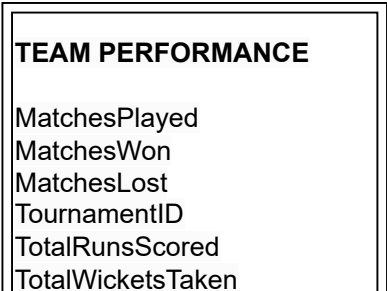 TEAM PERFORMANCE
MatchesPlayed
MatchesWon
MatchesLost
TournamentID
TotalRunsScored
TotalWicketsTaken